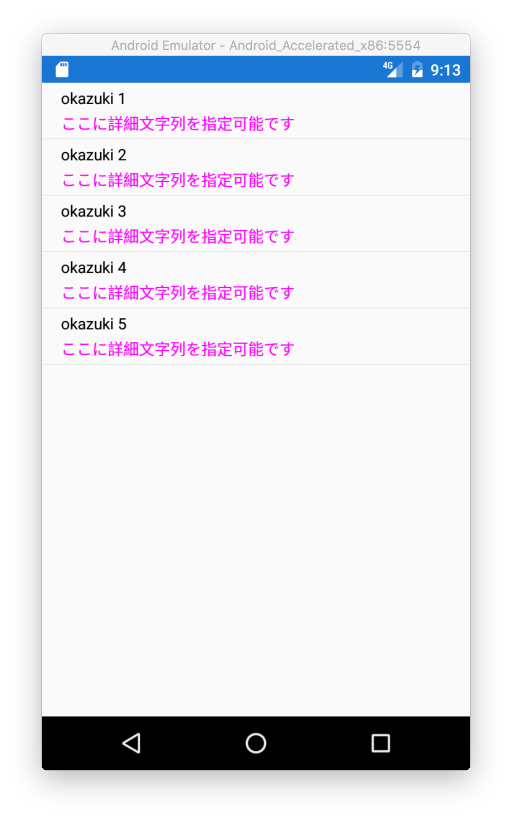 Android Emulator - Android_Accelerated_x86:5554
4G 9:13
okazuki 1
ここに詳細文字列を指定可能です
okazuki 2
ここに詳細文字列を指定可能です
okazuki 3
ここに詳細文字列を指定可能です
okazuki 4
ここに詳細文字列を指定可能です
okazuki 5
ここに詳細文字列を指定可能です